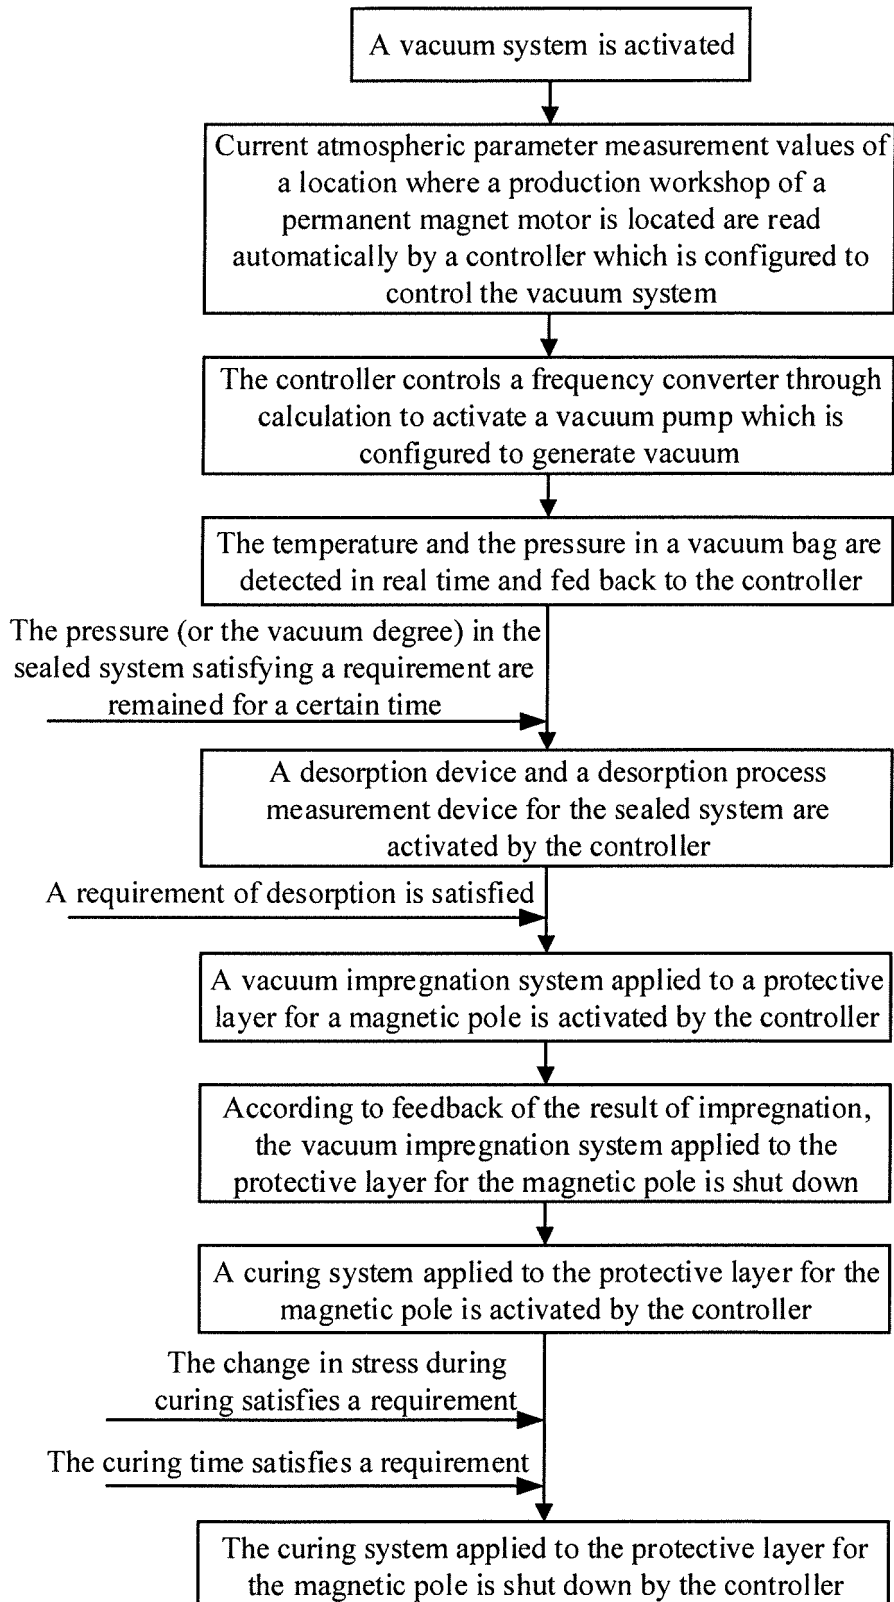 A vacuum system is activated
Current atmospheric parameter measurement values of
a location where a production workshop of a
permanent magnet motor is located are read
automatically by a controller which is configured to
control the vacuum system
The controller controls a frequency converter through
calculation to activate a vacuum pump which is
configured to generate vacuum
The temperature and the pressure in a vacuum bag are
detected in real time and fed back to the controller
The pressure (or the vacuum degree) in the
sealed system satisfying a requirement are
remained for a certain time
A desorption device and a desorption process
measurement device for the sealed system are
activated by the controller
A requirement of desorption is satisfied
A vacuum impregnation system applied to a protective
layer for a magnetic pole is activated by the controller
According to feedback of the result of impregnation,
the vacuum impregnation system applied to the
protective layer for the magnetic pole is shut down
A curing system applied to the protective layer for the
magnetic pole is activated by the controller
The change in stress during
curing satisfies a requirement
The curing time satisfies a requirement
The curing system applied to the protective layer for
the magnetic pole is shut down by the controller